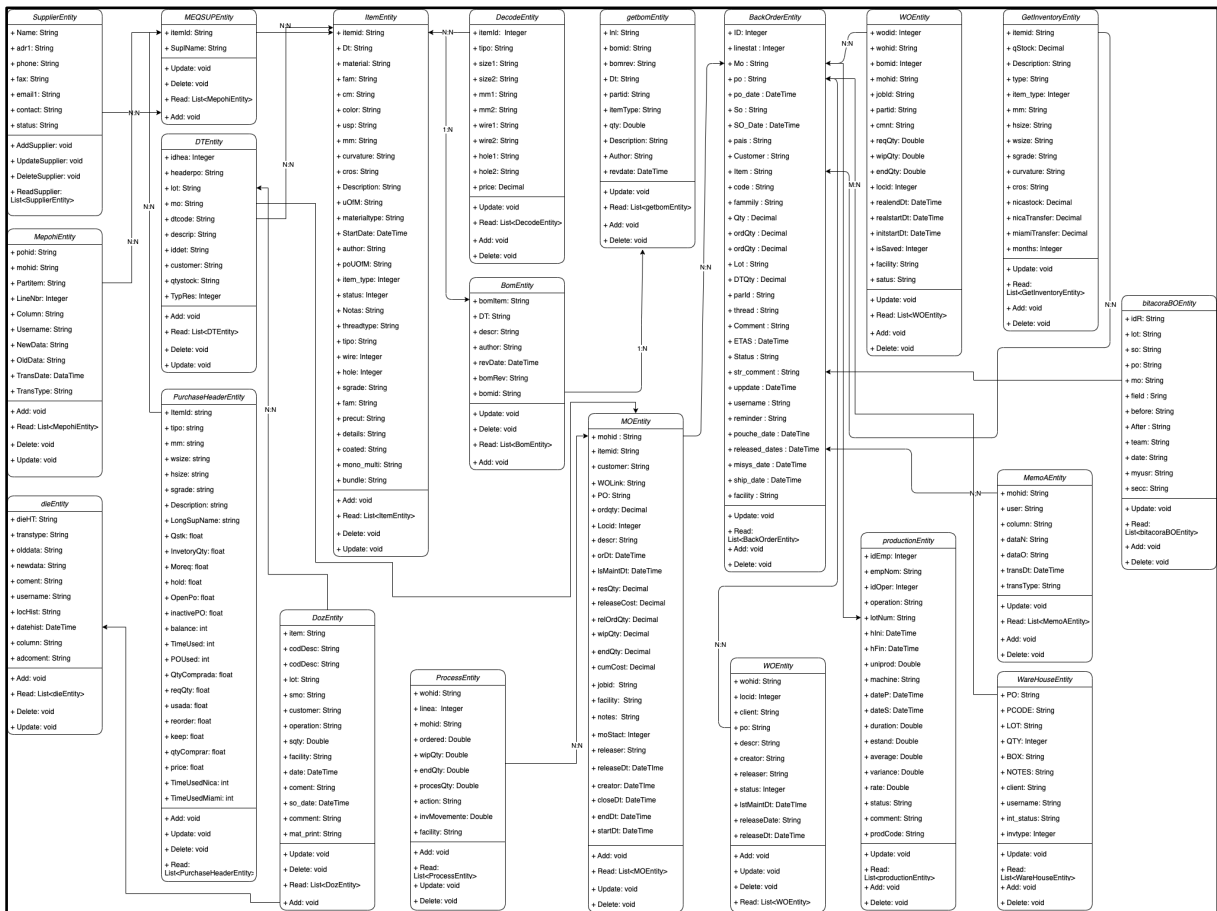 SupplierEntity
+ Name: String
+ adr1: String
+ phone: String
+ fax: String
+ email1: String
+ contact: String
+ status: String
+ AddSupplier: void
+ UpdateSupplier: void
+ DeleteSupplier: void
+ ReadSupplier:
List<SupplierEntity>
MepohiEntity
+ pohid: String
+ mohid: String
+ PartItem: String
+ LineNbr: Integer
+ Column: String
+ Username: String
+ NewData: String
+ OldData: String
+ TransDate: DataTime
+ TransType: String
+ Add: void
+ Read: List<MepohiEntity>
+ Delete: void
+ Update: void
dieEntity
+ dieHT: String
+ transtype: String
+ olddata: String
+ newdata: String
+ coment: String
+ username: String
+ locHist: String
+ datehist: DateTime
+ column: String
+ adcoment: String
+ Add: void
+ Read: List<dieEntity>
+ Delete: void
+ Update: void
N:N
N:N
N:N
MEQSUPEntity
+ itemId: String
+ SuplName: String
+ Update: void
+ Delete: void
+ Read: List<MepohiEntity>
+ Add: void
DTEntity
+ idhea: Integer
+ headerpo: String
+ lot: String
+ mo: String
+ dtcode: String
+ descrip: String
+ iddet: String
+ customer: String
+ qtystock: String
+ TypRes: Integer
+ Add: void
+ Read: List<DTEntity>
+ Delete: void
+ Update: void
PurchaseHeaderEntity
+ itemId: string
+ tipo: string
+ mm: string
+ wsize: string
+ hsize: string
+ sgrade: string
+ Description: string
+ LongSupName: string
+ Qstk: float
+ InvetoryQty: float
+ Moreq: float
+ hold: float
+ OpenPo: float
+ inactivePO: float
+ balance: int
+ TimeUsed: int
+ POUsed: int
+ QtyComprada: float
+ reqQty: float
+ usada: float
+ reorder: float
+ keep: float
+ qtyComprar: float
+ price: float
+ TimeUsedNica: int
+ TimeUsedMiami: int
+ Add: void
+ Update: void
+ Delete: void
+ Read:
List<PurchaseHeaderEntity>
N:N
N:N
N:N
DozEntity
+ item: String
+ codDesc: String
+ codDesc: String
+ lot: String
+ smo: String
+ customer: String
+ operation: String
+ sqty: Double
+ facility: String
+ date: DateTime
+ coment: String
+ so_date: DateTime
+ comment: String
+ mat_print: String
+ Update: void
+ Delete: void
+ Read: List<DozEntity>
+ Add: void
ItemEntity
+ itemid: String
+ Dt: String
+ material: String
+ fam: String
+ cm: String
+ color: String
+ usp: String
+ mm: String
+ curvature: String
+ cros: String
+ Description: String
+ uOfM: String
+ materialtype: String
+ StartDate: DateTime
+ author: String
+ poUOfM: String
+ item_type: Integer
+ status: Integer
+ Notas: String
+ threadtype: String
+ tipo: String
+ wire: Integer
+ hole: Integer
+ sgrade: String
+ fam: String
+ precut: String
+ details: String
+ coated: String
+ mono_multi: String
+ bundle: String
+ Add: void
+ Read: List<ItemEntity>
+ Delete: void
+ Update: void
N:N
1:N
DecodeEntity
+ itemId: Integer
+ tipo: String
+ size1: String
+ size2: String
+ mm1: String
+ mm2: String
+ wire1: String
+ wire2: String
+ hole1: String
+ hole2: String
+ price: Decimal
+ Update: void
+ Read: List<DecodeEntity>
+ Add: void
+ Delete: void
BomEntity
+ bomItem: String
+ DT: String
+ descr: String
+ author: String
+ revDate: DateTime
+ bomRev: String
+ bomid: String
+ Update: void
+ Delete: void
+ Read: List<BomEntity>
+ Add: void
ProcessEntity
+ wohid: String
+ linea: Integer
+ mohid: String
+ ordered: Double
+ wipQty: Double
+ endQty: Double
+ procesQty: Double
+ action: String
+ invMovemente: Double
+ facility: String
+ Add: void
+ Read:
List<ProcessEntity>
+ Update: void
+ Delete: void
N:N
getbomEntity
+ Ini: String
+ bomid: String
+ bomrev: String
+ Dt: String
+ partid: String
+ itemType: String
+ qty: Double
+ Description: String
+ Author: String
+ revdate: DateTime
+ Update: void
+ Read: List<getbomEntity>
+ Add: void
+ Delete: void
1:N
N:N
MOEntity
+ mohid : String
+ itemid: String
+ customer: String
+ WOLink: String
+ PO: String
+ ordqty: Decimal
+ Locid: Integer
+ descr: String
+ orDt: DateTime
+ lsMaintDt: DateTime
+ resQty: Decimal
+ releaseCost: Decimal
+ relOrdQty: Decimal
+ wipQty: Decimal
+ endQty: Decimal
+ cumCost: Decimal
+ jobid: String
+ facility: String
+ notes: String
+ moStact: Integer
+ releaser: String
+ releaseDt: DateTIme
+ creator: DateTime
+ closeDt: DateTime
+ endDt: DateTime
+ startDt: DateTime
+ Add: void
+ Read: List<MOEntity>
+ Update: void
+ Delete: void
BackOrderEntity
+ ID: Integer
+ linestat : Integer
+ Mo : String
+ po : String
+ po_date : DateTime
+ So : String
+ SO_Date : DateTime
+ pais : String
+ Customer : String
+ Item : String
+ code : String
+ fammily : String
+ Qty : Decimal
+ ordQty : Decimal
+ ordQty : Decimal
+ Lot : String
+ DTQty : Decimal
+ parId : String
+ thread : String
+ Comment : String
+ ETAS : DateTime
+ Status : String
+ str_comment : String
+ uppdate : DateTime
+ username : String
+ reminder : String
+ pouche_date : DateTine
+ released_dates : DateTime
+ misys_date : DateTime
+ ship_date : DateTime
+ facility : String
+ Update: void
+ Read:
List<BackOrderEntity>
+ Add: void
+ Delete: void
N:N
N:N
M:N
WOEntity
+ wohid: String
+ locid: Integer
+ client: String
+ po: String
+ descr: String
+ creator: String
+ releaser: String
+ status: Integer
+ lstMaintDt: DateTIme
+ releaseDate: String
+ releaseDt: DateTime
+ Add: void
+ Update: void
+ Delete: void
+ Read: List<WOEntity>
WOEntity
+ wodid: Integer
+ wohid: String
+ bomid: Integer
+ mohid: String
+ jobId: String
+ partid: String
+ cmnt: String
+ reqQty: Double
+ wipQty: Double
+ endQty: Double
+ locid: Integer
+ realendDt: DateTime
+ realstartDt: DateTime
+ initstartDt: DateTime
+ isSaved: Integer
+ facility: String
+ satus: String
+ Update: void
+ Read: List<WOEntity>
+ Add: void
+ Delete: void
productionEntity
+ idEmp: Integer
+ empNom: String
+ idOper: Integer
+ operation: String
+ lotNum: String
+ hIni: DateTime
+ hFin: DateTime
+ uniprod: Double
+ machine: String
+ dateP: DateTime
+ dateS: DateTime
+ duration: Double
+ estand: Double
+ average: Double
+ variance: Double
+ rate: Double
+ status: String
+ comment: String
+ prodCode: String
+ Update: void
+ Read:
List<productionEntity>
+ Add: void
+ Delete: void
N:N
GetInventoryEntity
+ itemid: String
+ qStock: Decimal
+ Description: String
+ type: String
+ item_type: Integer
+ mm: String
+ hsize: String
+ wsize: String
+ sgrade: String
+ curvature: String
+ cros: String
+ nicastock: Decimal
+ nicaTransfer: Decimal
+ miamiTransfer: Decimal
+ months: Integer
+ Update: void
+ Read:
List<GetInventoryEntity>
+ Add: void
+ Delete: void
N:N
MemoAEntity
+ mohid: String
+ user: String
+ column: String
+ dataN: String
+ dataO: String
+ transDt: DateTime
+ transType: String
+ Update: void
+ Read: List<MemoAEntity>
+ Add: void
+ Delete: void
WareHouseEntity
+ PO: String
+ PCODE: String
+ LOT: String
+ QTY: Integer
+ BOX: String
+ NOTES: String
+ client: String
+ username: String
+ int_status: String
+ invtype: Integer
+ Update: void
+ Read:
List<WareHouseEntity>
+ Add: void
+ Delete: void
bitacoraBOEntity
+ idR: String
+ lot: String
+ so: String
+ po: String
+ mo: String
+ field : String
+ before: String
+ After : String
+ team: String
+ date: String
+ myusr: String
+ secc: String
+ Update: void
+ Read:
List<bitacoraBOEntity>
+ Add: void
+ Delete: void